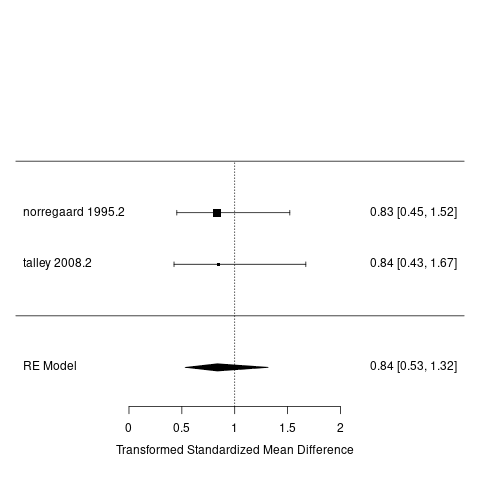 norregaard 1995.2 0.83 [0.45, 1.52]
talley 2008.2 0.84 [0.43, 1.67]
RE Model 0.84 [0.53, 1.32]
0 0.5 1 1.5 2
Transformed Standardized Mean Difference